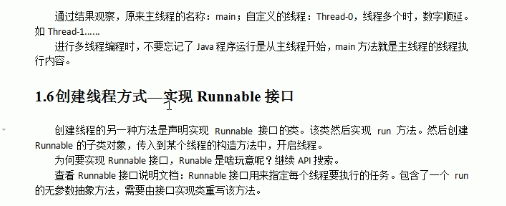 通过结果观察，原来主线程的名称：main；自定义的线程：Thread-0，线程多个时，数字顺延。
如 Thread-1......
进行多线程编程时，不要忘记了 Java 程序运行是从主线程开始，main 方法就是主线程的线程执
行内容。
1.6创建线程方式—实现 Runnable 接口
创建线程的另一种方法是声明实现 Runnable 接口的类。该类然后实现 run 方法。然后创建
Runnable 的子类对象，传入到某个线程的构造方法中，开启线程。
为何要实现 Runnable 接口，Runable 是啥玩意呢？继续 API 搜索。
查看 Runnable 接口说明文档：Runnable 接口用来指定每个线程要执行的任务。包含了一个 run
的无参数抽象方法，需要由接口实现类重写该方法。